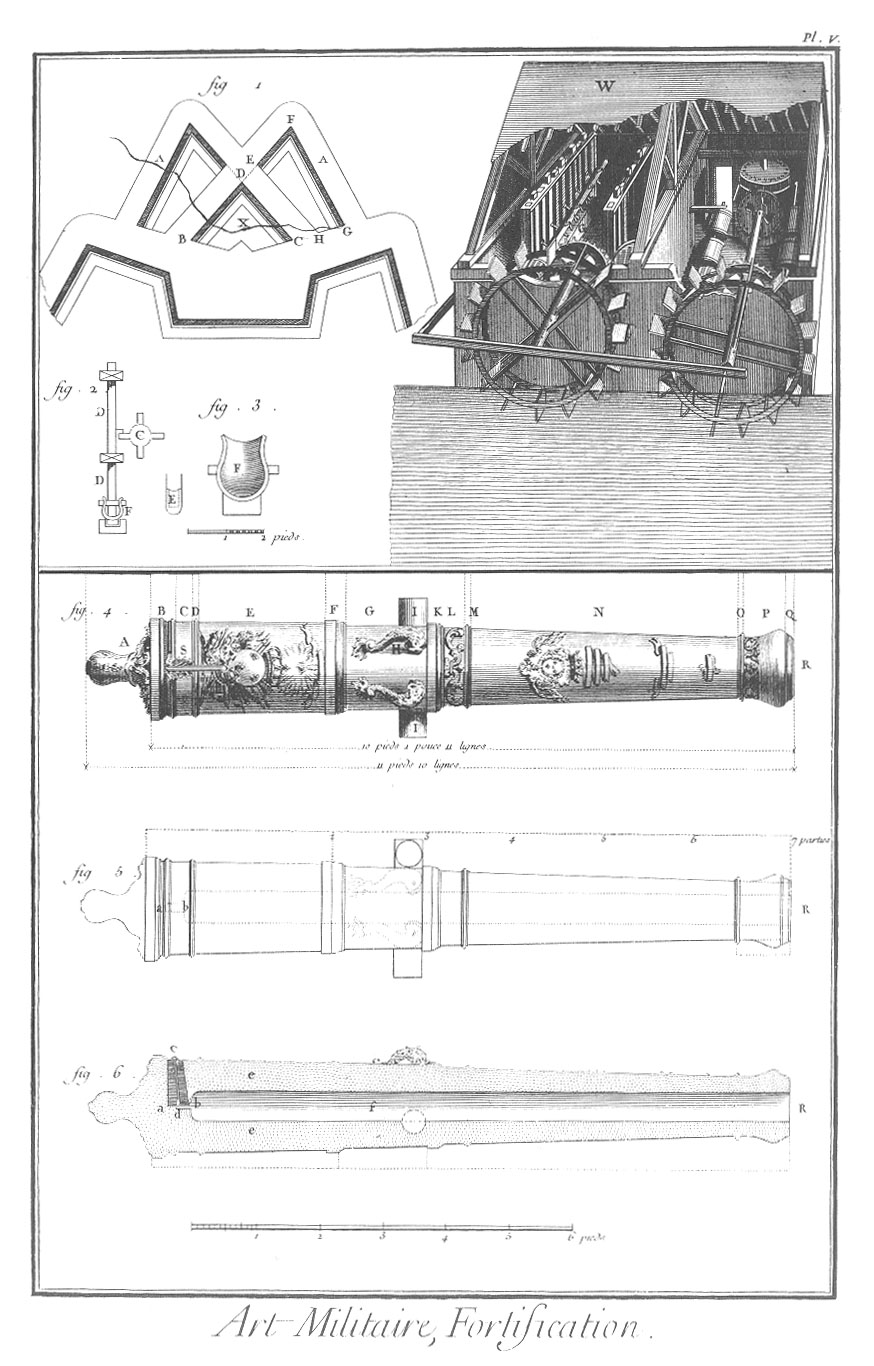 Pl. V.
fig 1
W
F
A E A
D
X
B C H G
fig. 2
D
C
D
E
F
fig. 3.
F
1 2 pieds.
fig. 4
A B C D E F G I K L M N O P Q
S H R
I
10 pieds 1 pouce 11 lignes
11 pieds 10 lignes
1 3 4 5 6 7 parties
fig 5
a b R
fig. 6
c
e
a b f R
d
e
1 2 3 4 5 6 pieds
Art-Militaire, Fortification.